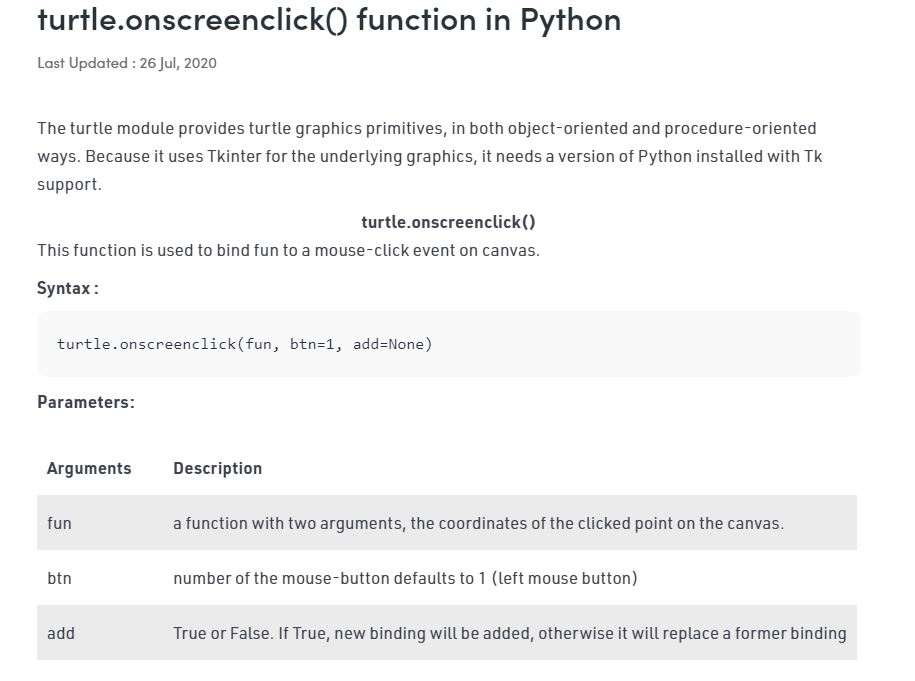 turtle.onscreenclick() function in Python
Last Updated : 26 Jul, 2020
The turtle module provides turtle graphics primitives, in both object-oriented and procedure-oriented
ways. Because it uses Tkinter for the underlying graphics, it needs a version of Python installed with Tk
support.
turtle.onscreenclick()
This function is used to bind fun to a mouse-click event on canvas.
Syntax :
turtle.onscreenclick(fun, btn=1, add=None)
Parameters:
Arguments Description
fun a function with two arguments, the coordinates of the clicked point on the canvas.
btn number of the mouse-button defaults to 1 (left mouse button)
add True or False. If True, new binding will be added, otherwise it will replace a former binding